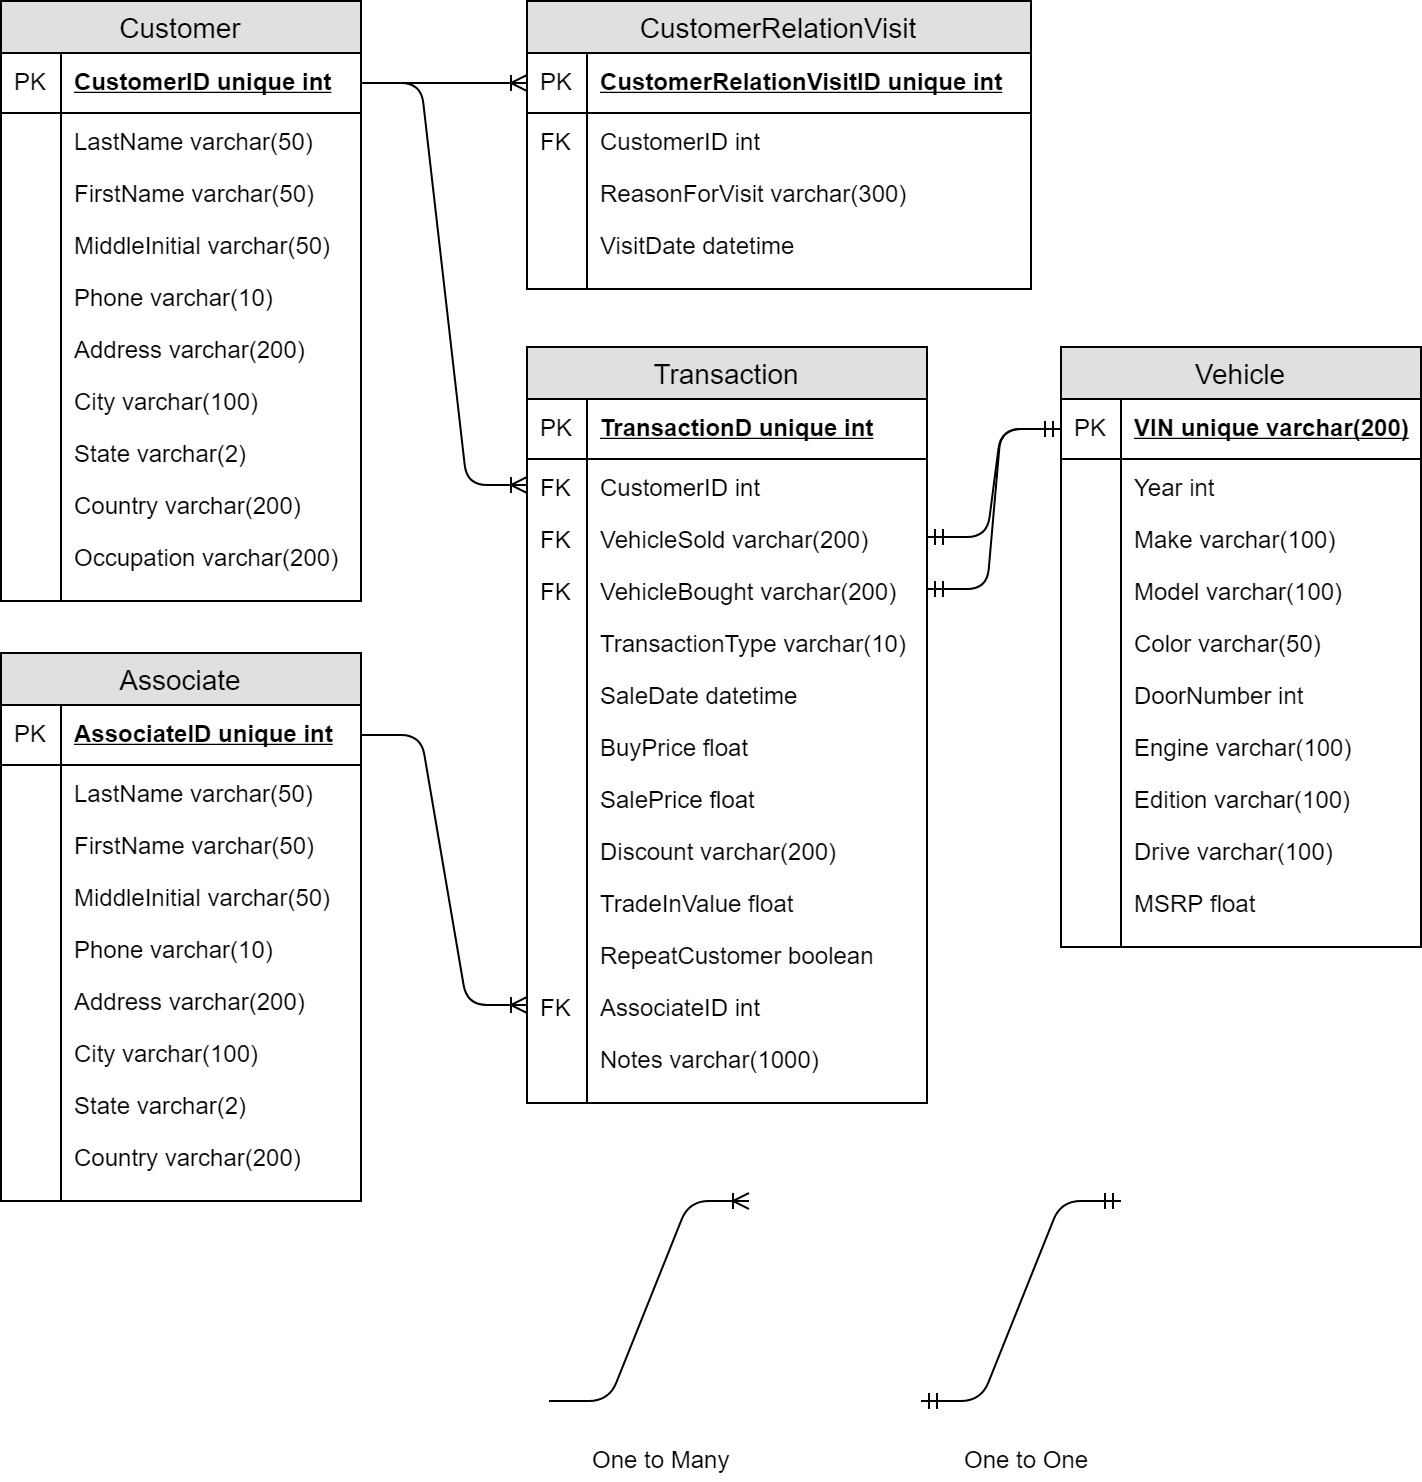 Customer
PK CustomerID unique int
LastName varchar(50)
FirstName varchar(50)
MiddleInitial varchar(50)
Phone varchar(10)
Address varchar(200)
City varchar(100)
State varchar(2)
Country varchar(200)
Occupation varchar(200)
CustomerRelationVisit
PK CustomerRelationVisitID unique int
FK CustomerID int
ReasonForVisit varchar(300)
VisitDate datetime
Transaction
PK TransactionD unique int
FK CustomerID int
FK VehicleSold varchar(200)
FK VehicleBought varchar(200)
TransactionType varchar(10)
SaleDate datetime
BuyPrice float
SalePrice float
Discount varchar(200)
TradeInValue float
RepeatCustomer boolean
FK AssociateID int
Notes varchar(1000)
Vehicle
PK VIN unique varchar(200)
Year int
Make varchar(100)
Model varchar(100)
Color varchar(50)
DoorNumber int
Engine varchar(100)
Edition varchar(100)
Drive varchar(100)
MSRP float
Associate
PK AssociateID unique int
LastName varchar(50)
FirstName varchar(50)
MiddleInitial varchar(50)
Phone varchar(10)
Address varchar(200)
City varchar(100)
State varchar(2)
Country varchar(200)
One to Many
One to One